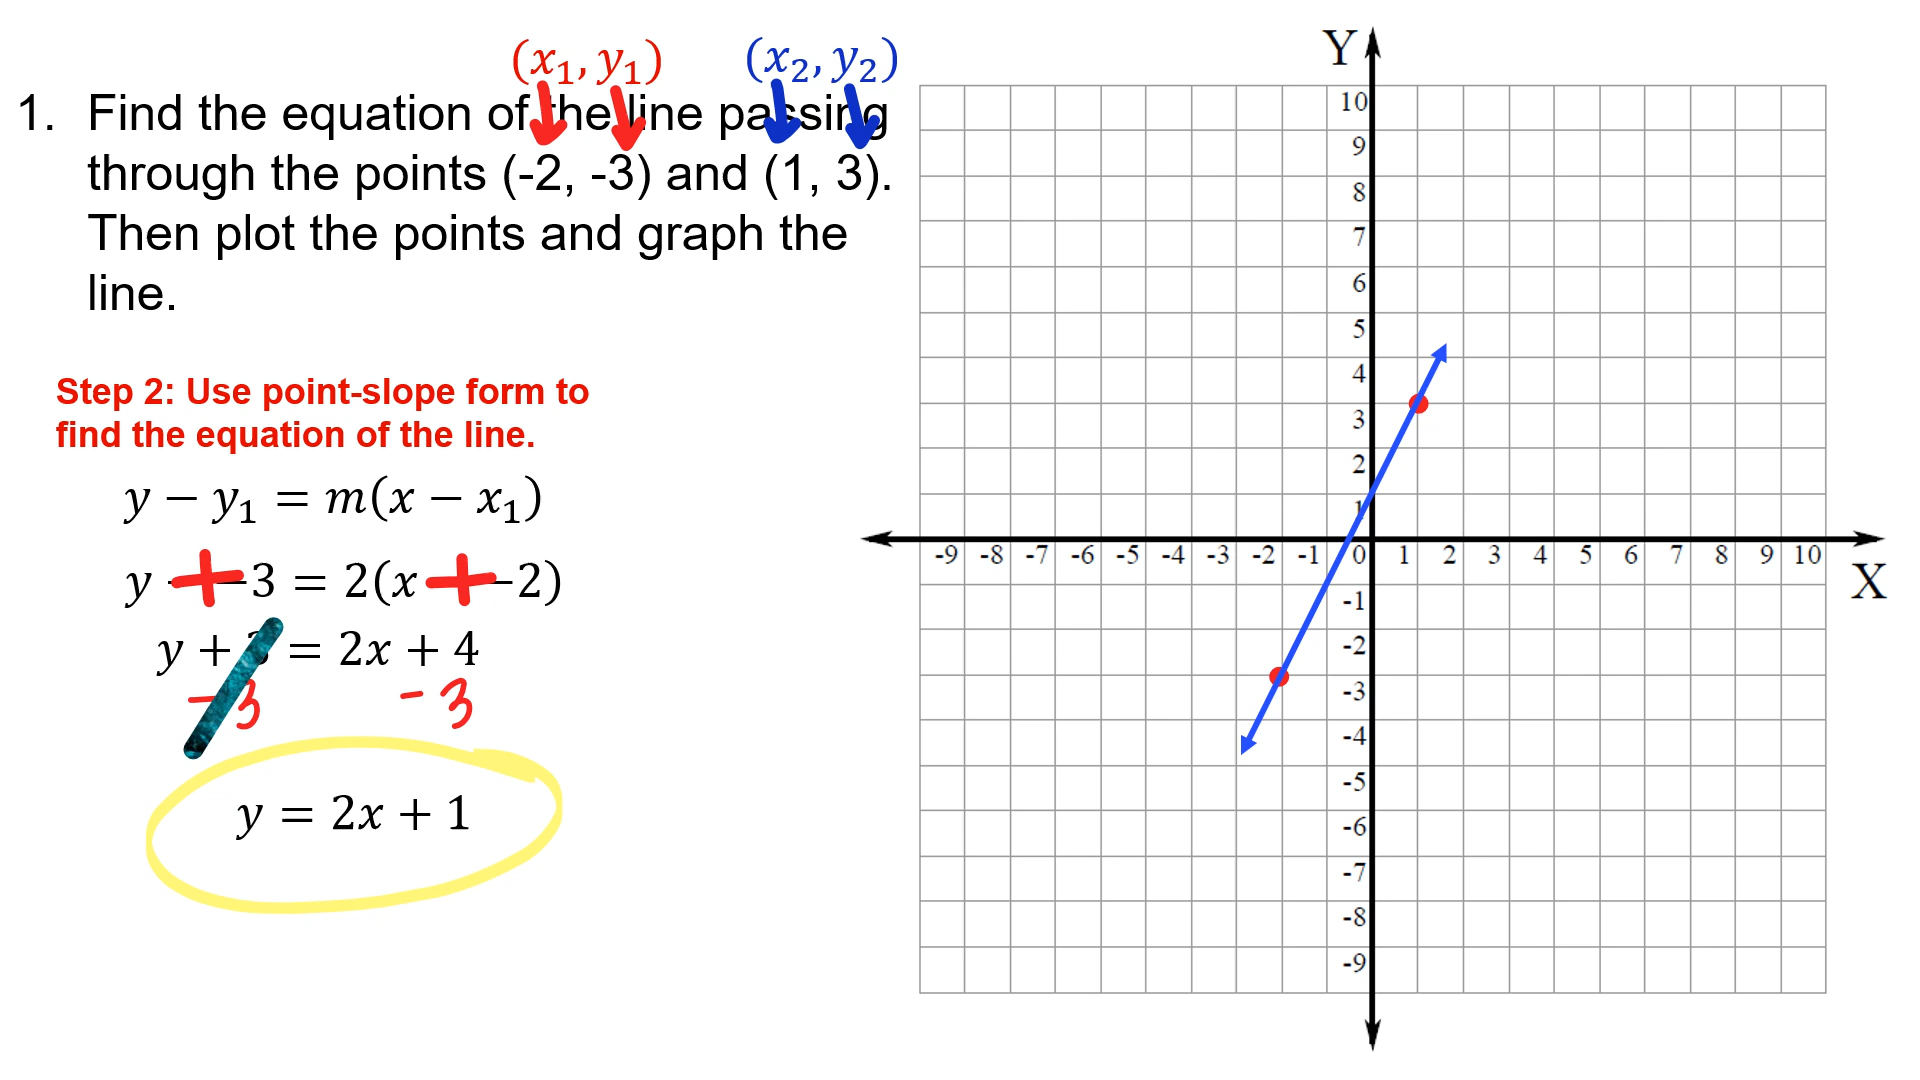 (x₁, y₁) (x₂, y₂)
1. Find the equation of the line passing
through the points (-2, -3) and (1, 3).
Then plot the points and graph the
line.
Step 2: Use point-slope form to
find the equation of the line.
y − y₁ = m(x − x₁)
y + 3 = 2(x + 2)
y + 3 = 2x + 4
− 3 − 3
y = 2x + 1
Y
10
9
8
7
6
5
4
3
2
1
-9 -8 -7 -6 -5 -4 -3 -2 -1 0 1 2 3 4 5 6 7 8 9 10
X
-1
-2
-3
-4
-5
-6
-7
-8
-9